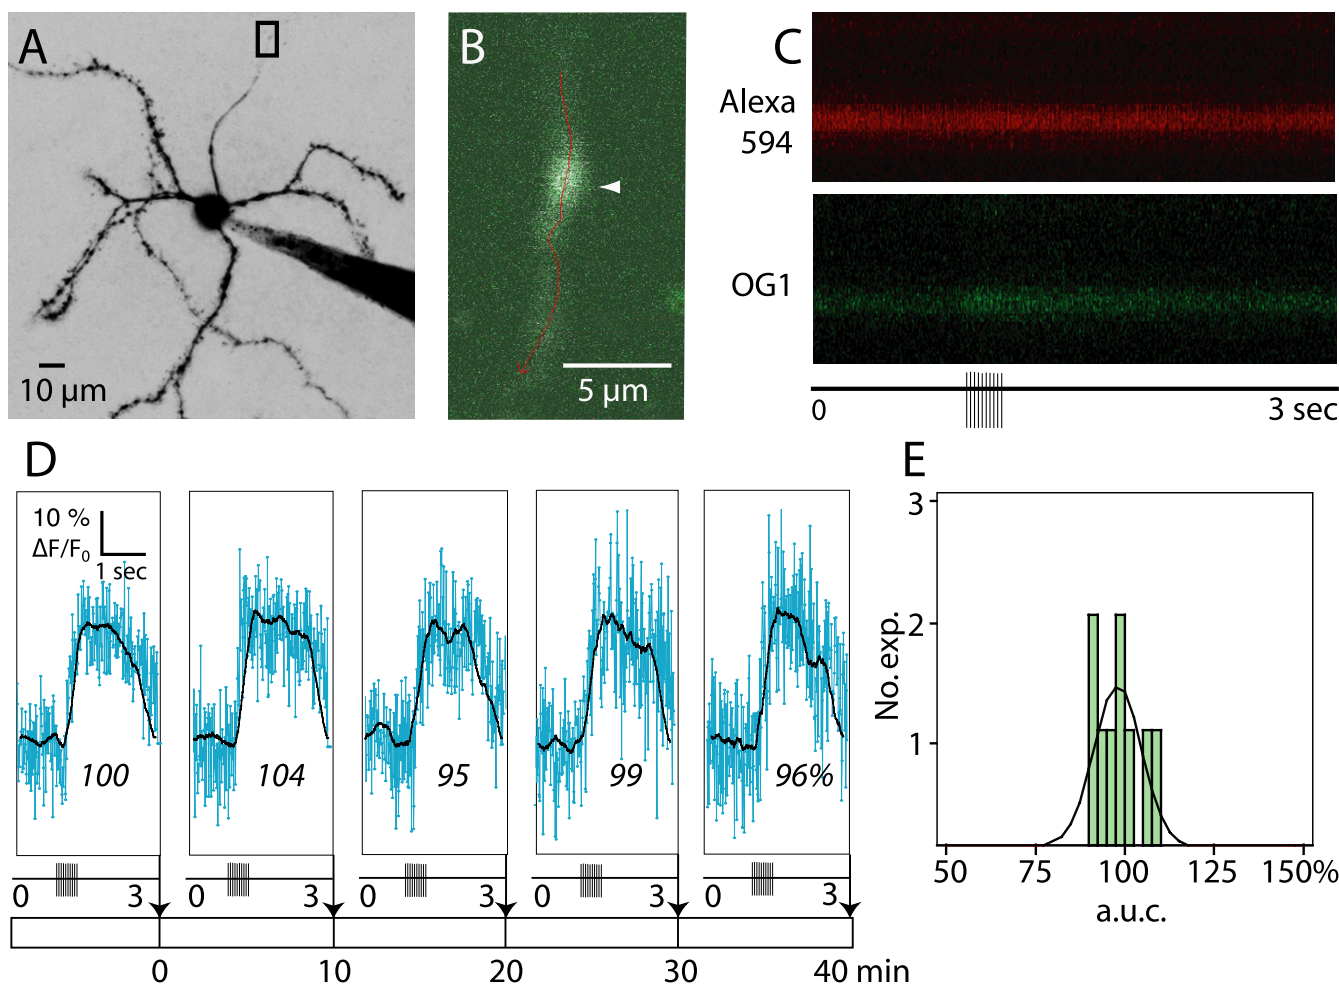 A
10 µm
B
5 µm
C
Alexa
594
OG1
0
3 sec
D
10 %
ΔF/F0
1 sec
100
104
95
99
96%
0 3
0 3
0 3
0 3
0 3
0 10 20 30 40 min
E
3
2
1
No. exp.
50 75 100 125 150%
a.u.c.